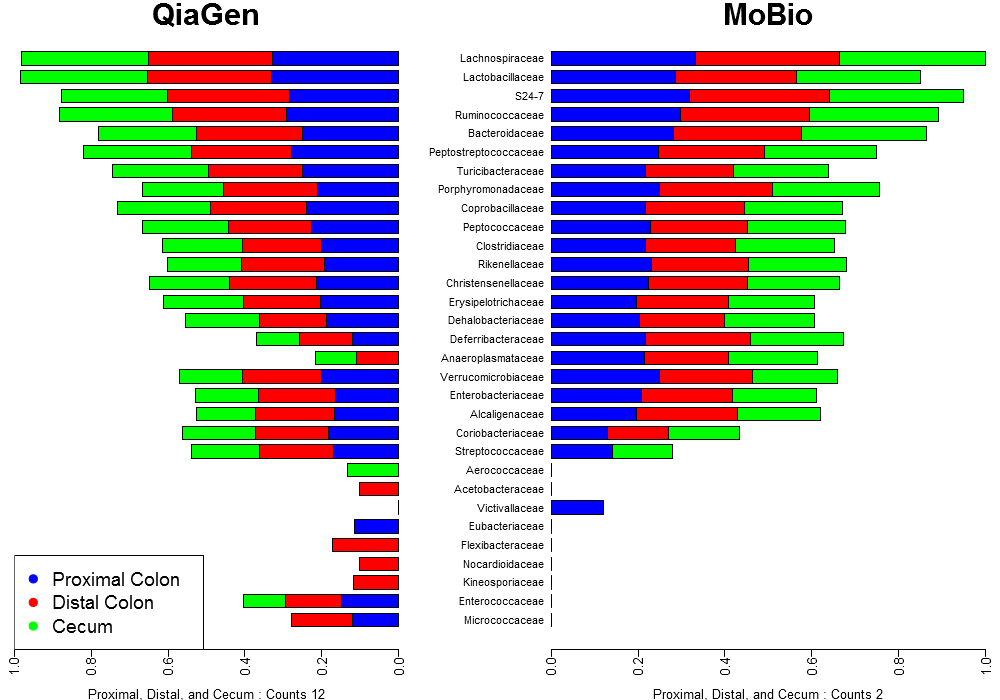 QiaGen
MoBio
Lachnospiraceae
Lactobacillaceae
S24-7
Ruminococcaceae
Bacteroidaceae
Peptostreptococcaceae
Turicibacteraceae
Porphyromonadaceae
Coprobacillaceae
Peptococcaceae
Clostridiaceae
Rikenellaceae
Christensenellaceae
Erysipelotrichaceae
Dehalobacteriaceae
Deferribacteraceae
Anaeroplasmataceae
Verrucomicrobiaceae
Enterobacteriaceae
Alcaligenaceae
Coriobacteriaceae
Streptococcaceae
Aerococcaceae
Acetobacteraceae
Victivallaceae
Eubacteriaceae
Flexibacteraceae
Nocardioidaceae
Kineosporiaceae
Enterococcaceae
Micrococcaceae
Proximal Colon
Distal Colon
Cecum
1.0 0.8 0.6 0.4 0.2 0.0
0.0 0.2 0.4 0.6 0.8 1.0
Proximal, Distal, and Cecum : Counts 12
Proximal, Distal, and Cecum : Counts 2